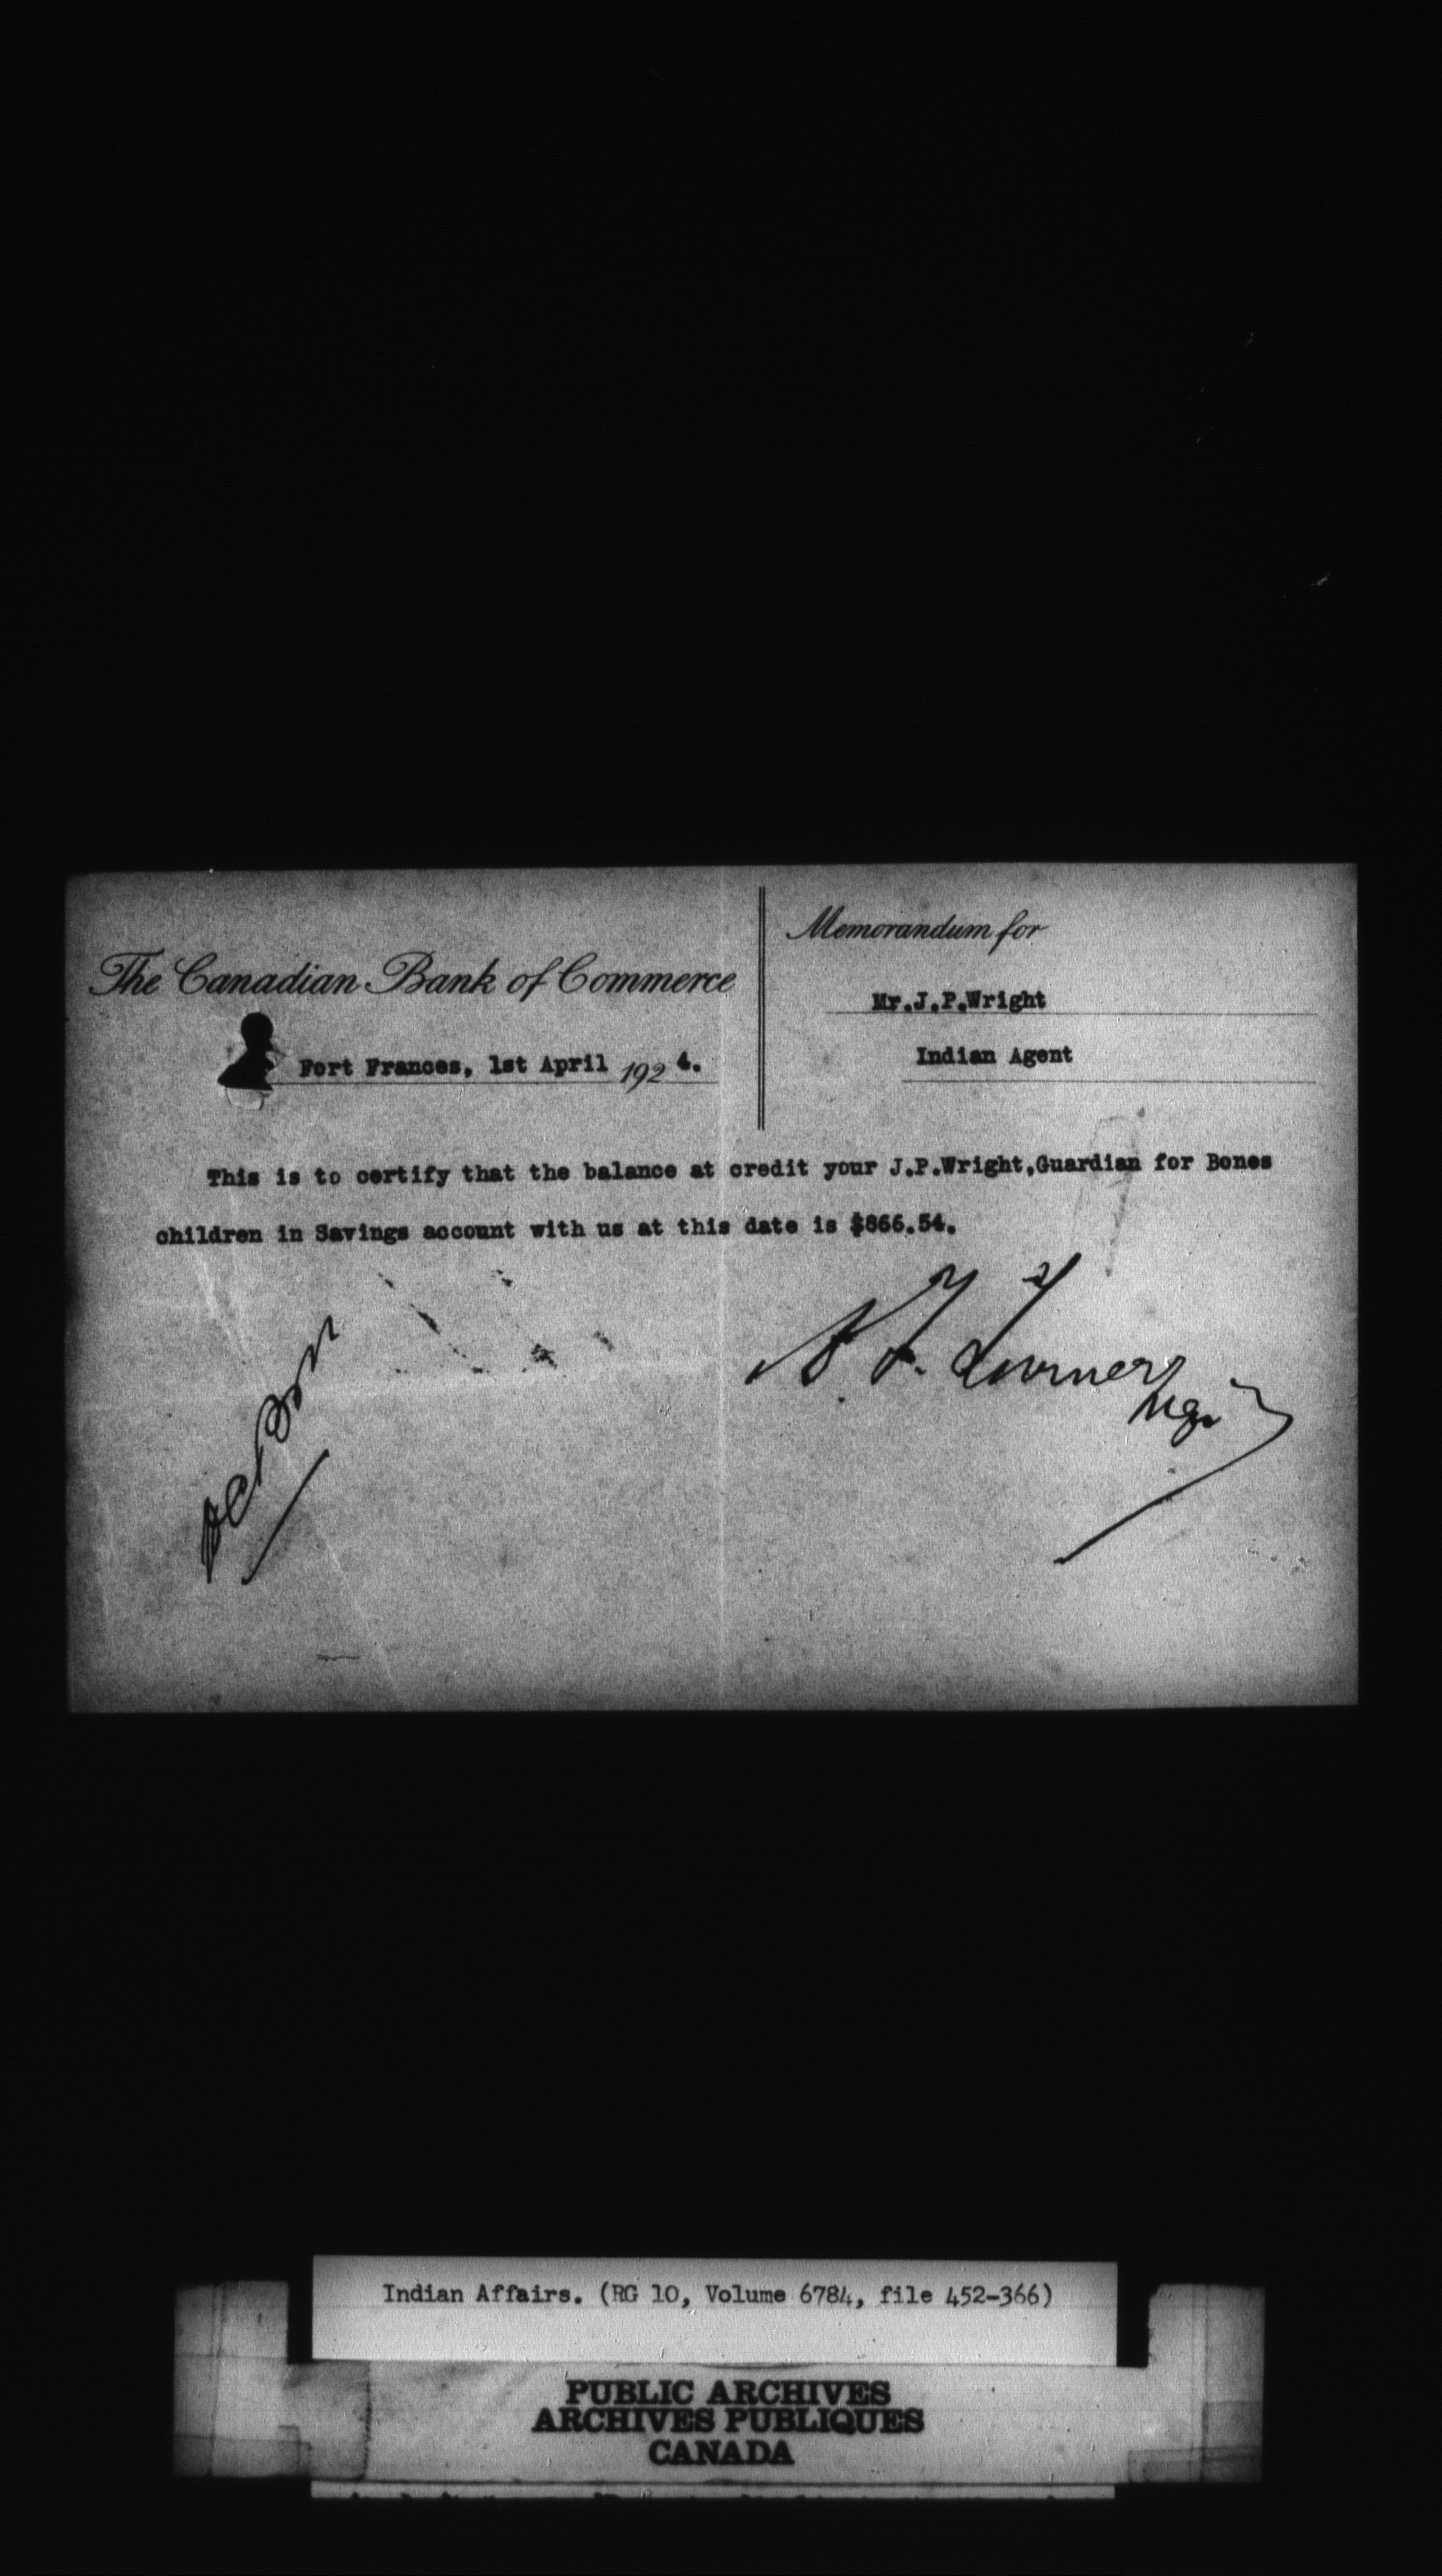 The Canadian Bank of Commerce
Fort Frances, 1st April 1924.
Memorandum for
Mr.J.P.Wright
Indian Agent
This is to certify that the balance at credit your J.P.Wright,Guardian for Bones
children in Savings account with us at this date is $866.54.
Turner
Mgr
Indian Affairs. (RG 10, Volume 6784, file 452-366)
PUBLIC ARCHIVES
ARCHIVES PUBLIQUES
CANADA